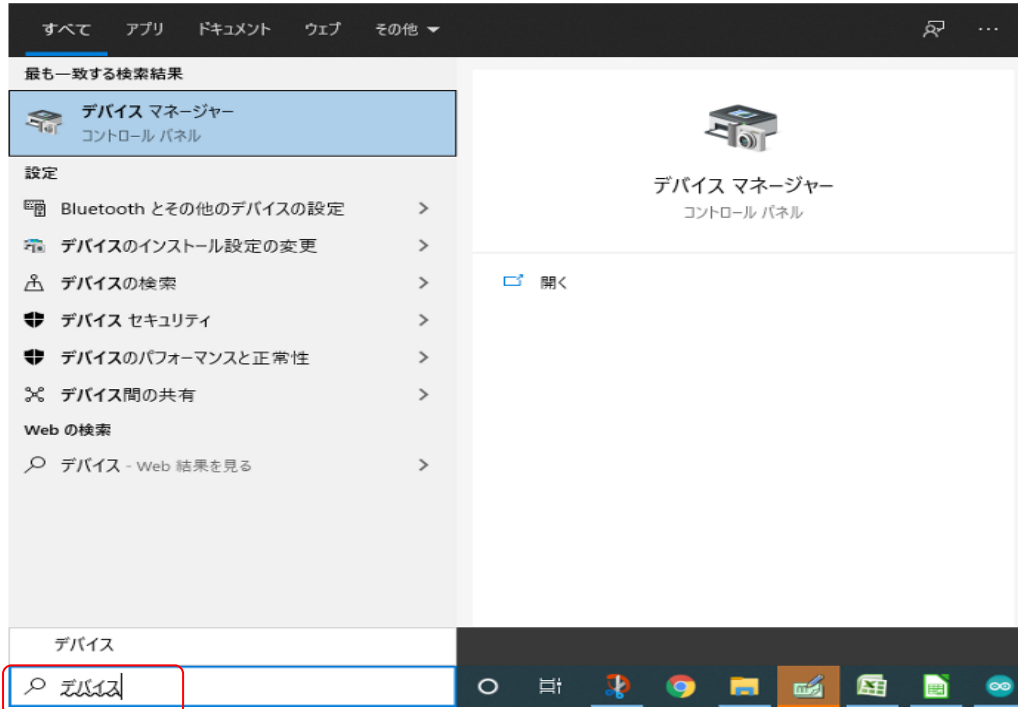 すべて アプリ ドキュメント ウェブ その他
最も一致する検索結果
デバイス マネージャー
コントロール パネル
設定
Bluetooth とその他のデバイスの設定
デバイスのインストール設定の変更
デバイスの検索
デバイス セキュリティ
デバイスのパフォーマンスと正常性
デバイス間の共有
Web の検索
デバイス - Web 結果を見る
デバイス マネージャー
コントロール パネル
開く
デバイス
デバイス